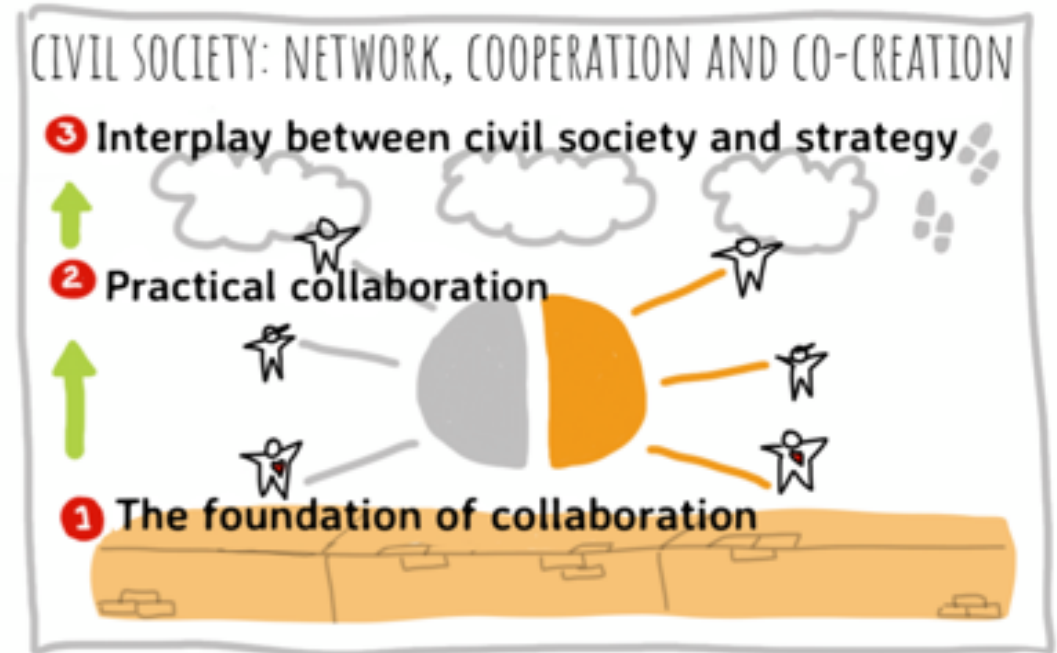 CIVIL SOCIETY: NETWORK, COOPERATION AND CO-CREATION
3 Interplay between civil society and strategy
2 Practical collaboration
1 The foundation of collaboration